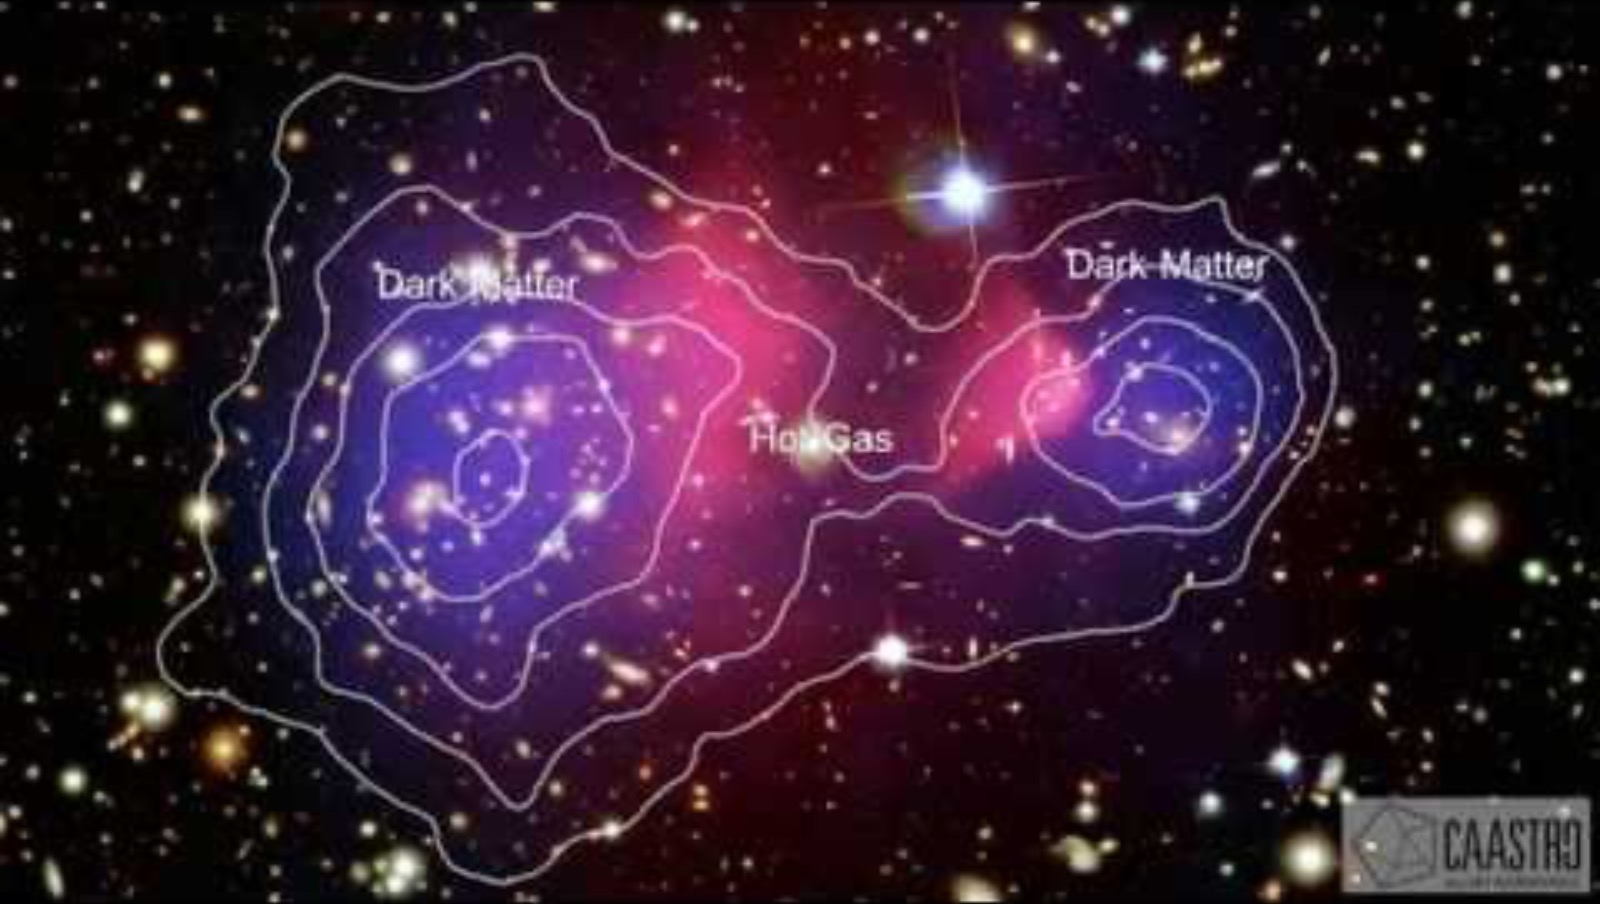 Dark Matter
Dark Matter
Hot Gas
CAASTRO